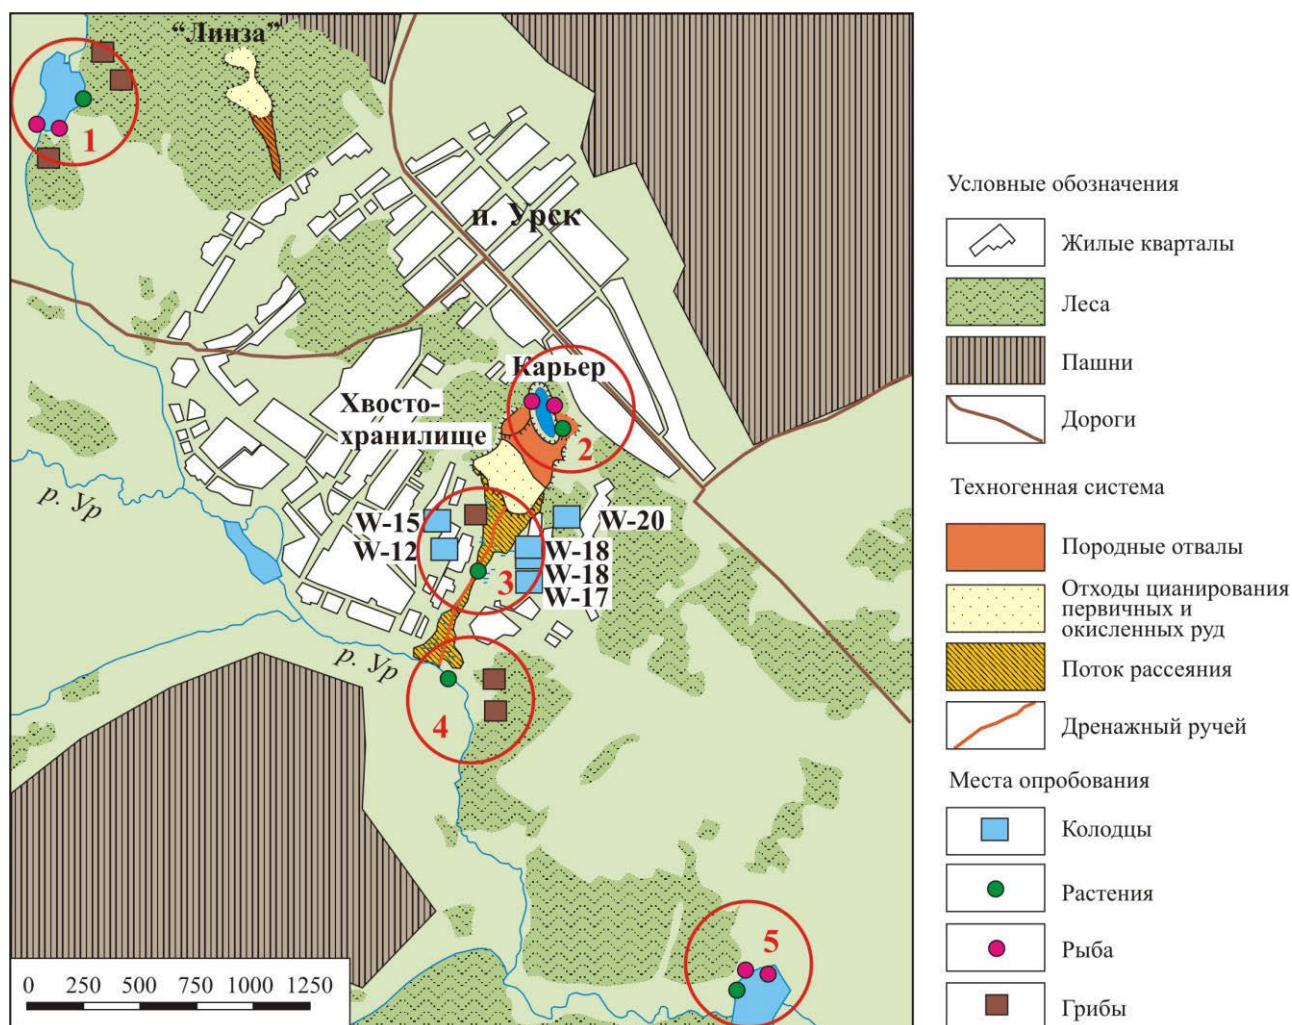 “Линза”
1
п. Урск
Карьер
Хвосто-
хранилище
2
р. Ур
W-15
W-20
W-12
W-18
3
W-18
W-17
р. Ур
4
5
0 250 500 750 1000 1250
Условные обозначения
Жилые кварталы
Леса
Пашни
Дороги
Техногенная система
Породные отвалы
Отходы цианирования
первичных и
окисленных руд
Поток рассеяния
Дренажный ручей
Места опробования
Колодцы
Растения
Рыба
Грибы